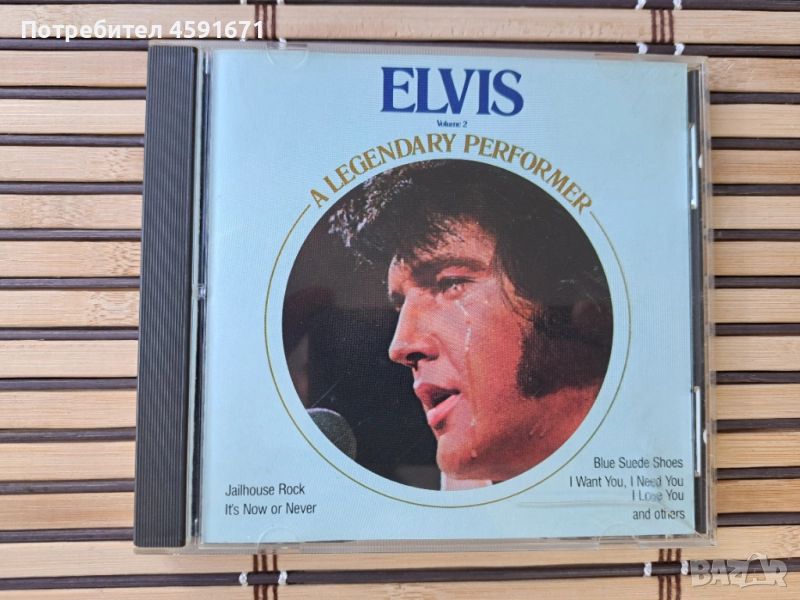 Потребител 4591671
ELVIS
Volume 2
A LEGENDARY PERFORMER
Jailhouse Rock
It's Now or Never
Blue Suede Shoes
I Want You, I Need You
I Love You
and others
BAZAR